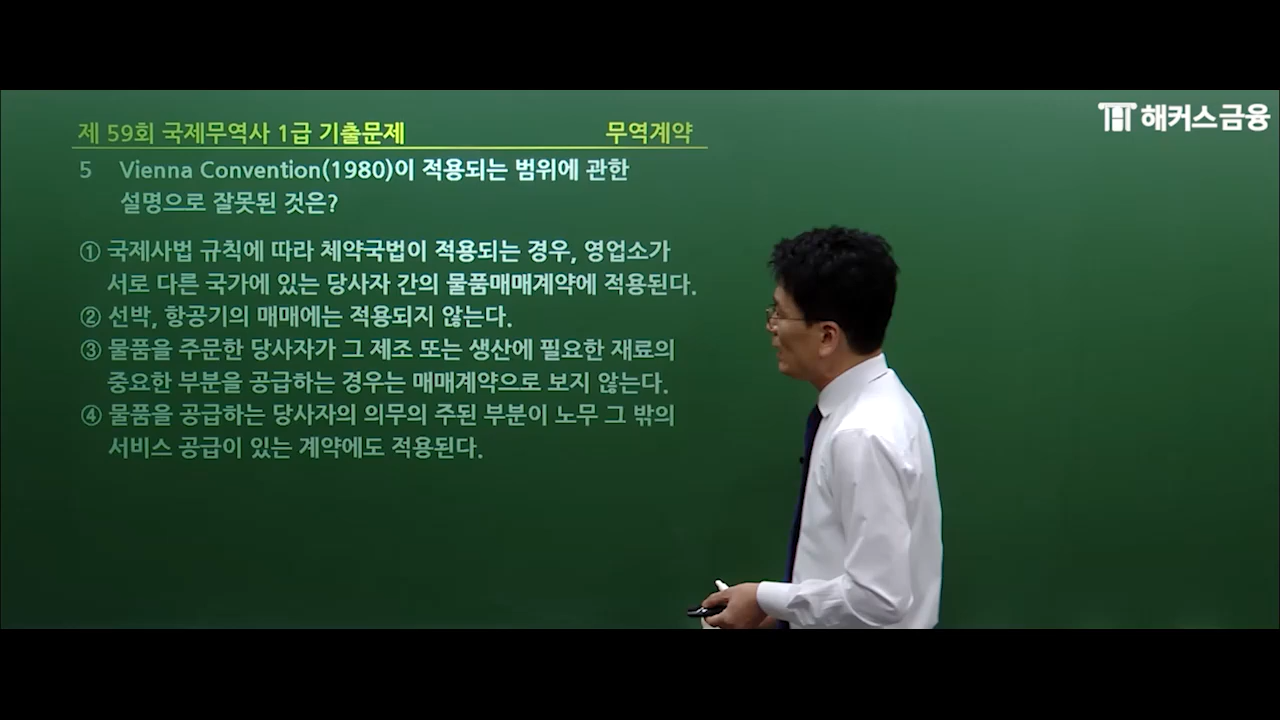 해커스금융
제 59회 국제무역사 1급 기출문제 무역계약
5 Vienna Convention(1980)이 적용되는 범위에 관한
설명으로 잘못된 것은?
① 국제사법 규칙에 따라 체약국법이 적용되는 경우, 영업소가
서로 다른 국가에 있는 당사자 간의 물품매매계약에 적용된다.
② 선박, 항공기의 매매에는 적용되지 않는다.
③ 물품을 주문한 당사자가 그 제조 또는 생산에 필요한 재료의
중요한 부분을 공급하는 경우는 매매계약으로 보지 않는다.
④ 물품을 공급하는 당사자의 의무의 주된 부분이 노무 그 밖의
서비스 공급이 있는 계약에도 적용된다.